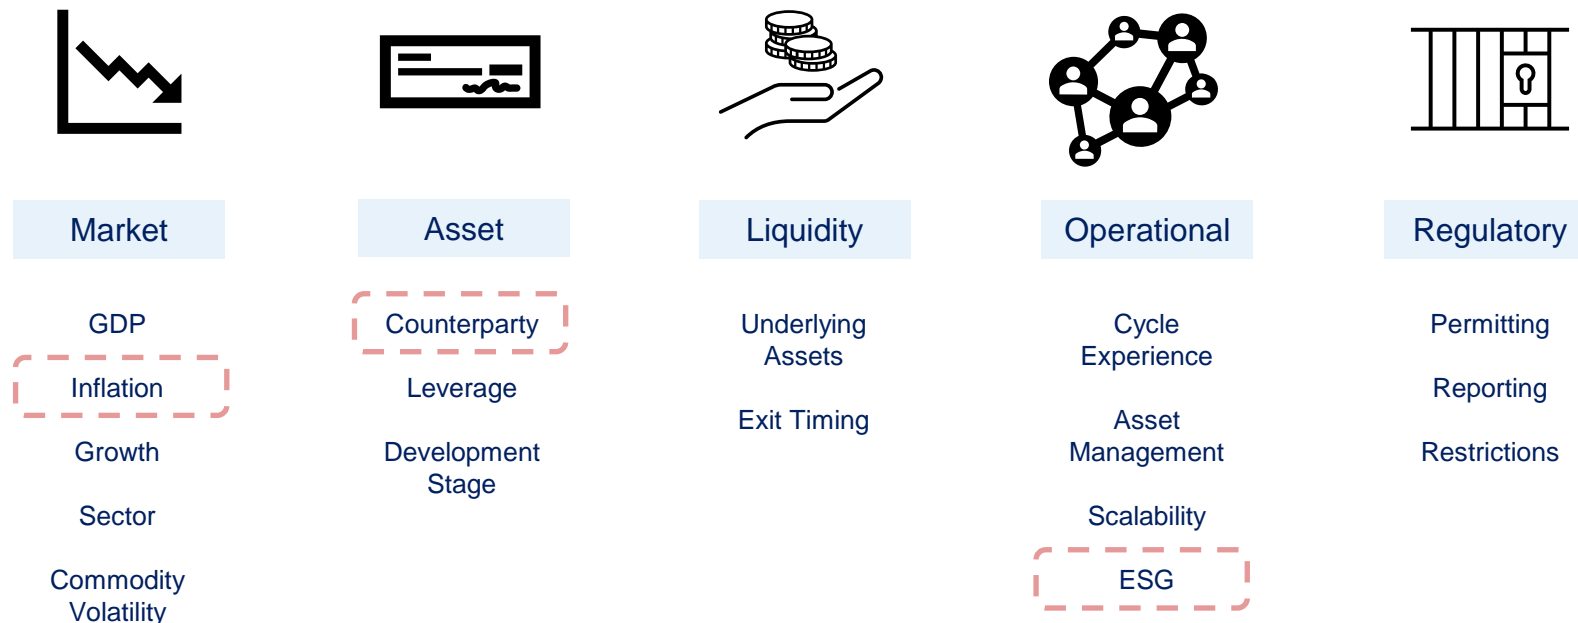 Market
GDP
Inflation
Growth
Sector
Commodity
Volatility
Asset
Counterparty
Leverage
Development
Stage
Liquidity
Underlying
Assets
Exit Timing
Operational
Cycle
Experience
Asset
Management
Scalability
ESG
Regulatory
Permitting
Reporting
Restrictions